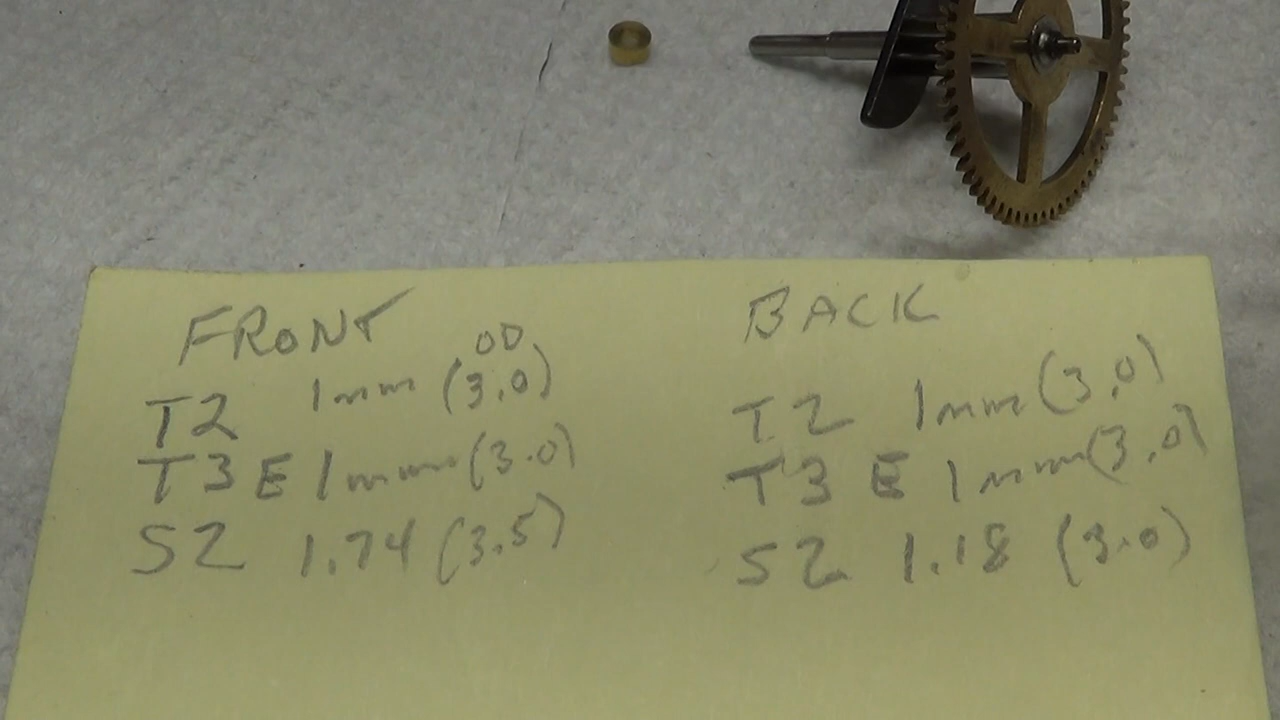 FRONT BACK
OD
T2 1mm (3.0) T2 1mm (3.0)
T3 E 1mm (3.0) T3 E 1mm (3.0)
S2 1.74 (3.5) S2 1.18 (3.0)